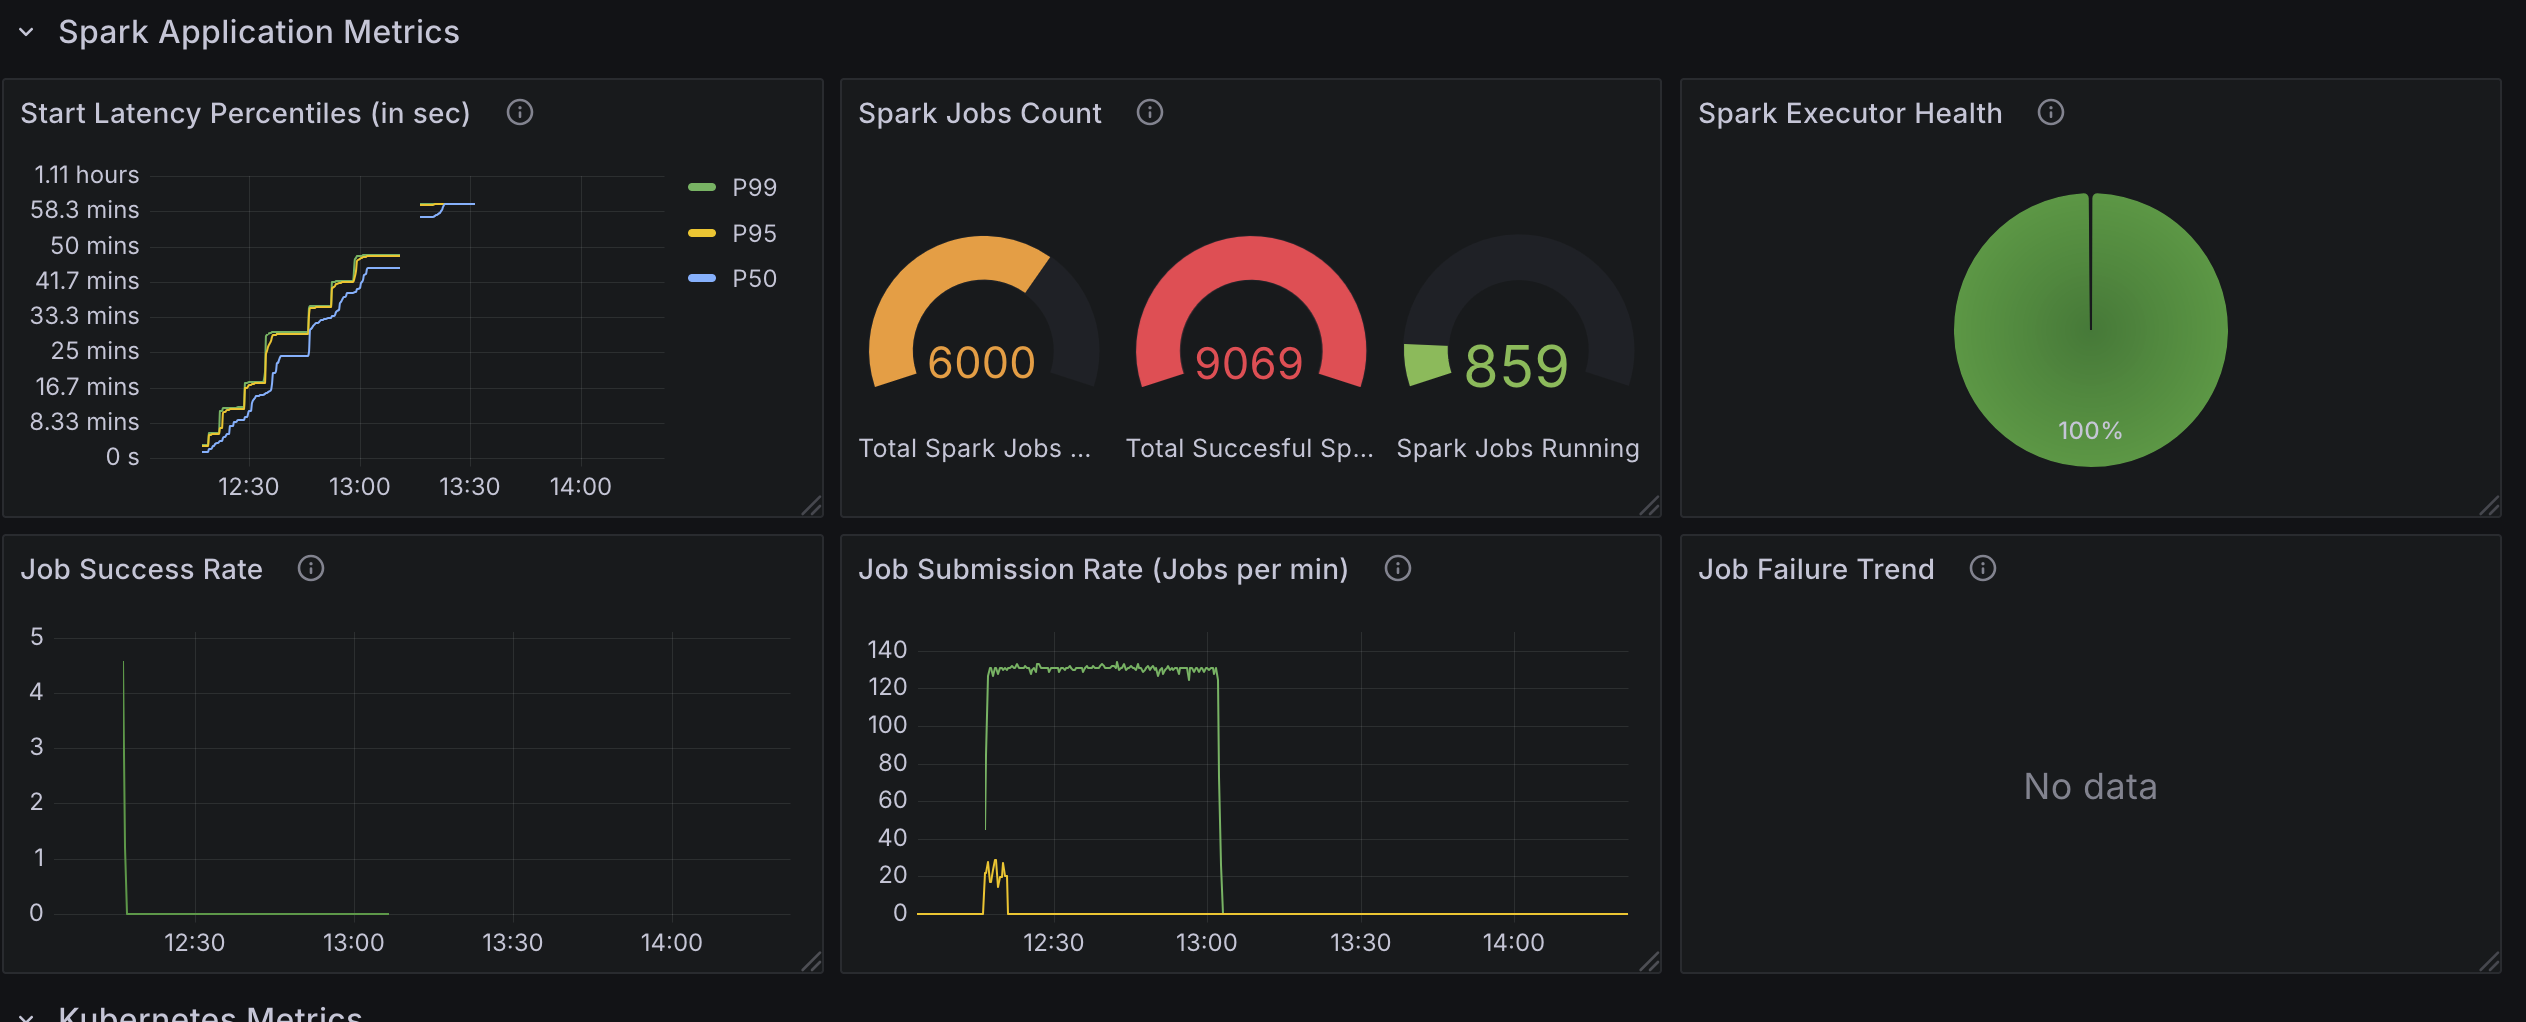 Spark Application Metrics
Start Latency Percentiles (in sec)
1.11 hours
58.3 mins
50 mins
41.7 mins
33.3 mins
25 mins
16.7 mins
8.33 mins
0 s
12:30 13:00 13:30 14:00
P99
P95
P50
Spark Jobs Count
6000 9069 859
Total Spark Jobs ... Total Succesful Sp... Spark Jobs Running
Spark Executor Health
100%
Job Success Rate
5
4
3
2
1
0
12:30 13:00 13:30 14:00
Job Submission Rate (Jobs per min)
140
120
100
80
60
40
20
0
12:30 13:00 13:30 14:00
Job Failure Trend
No data
Kubernetes Metrics